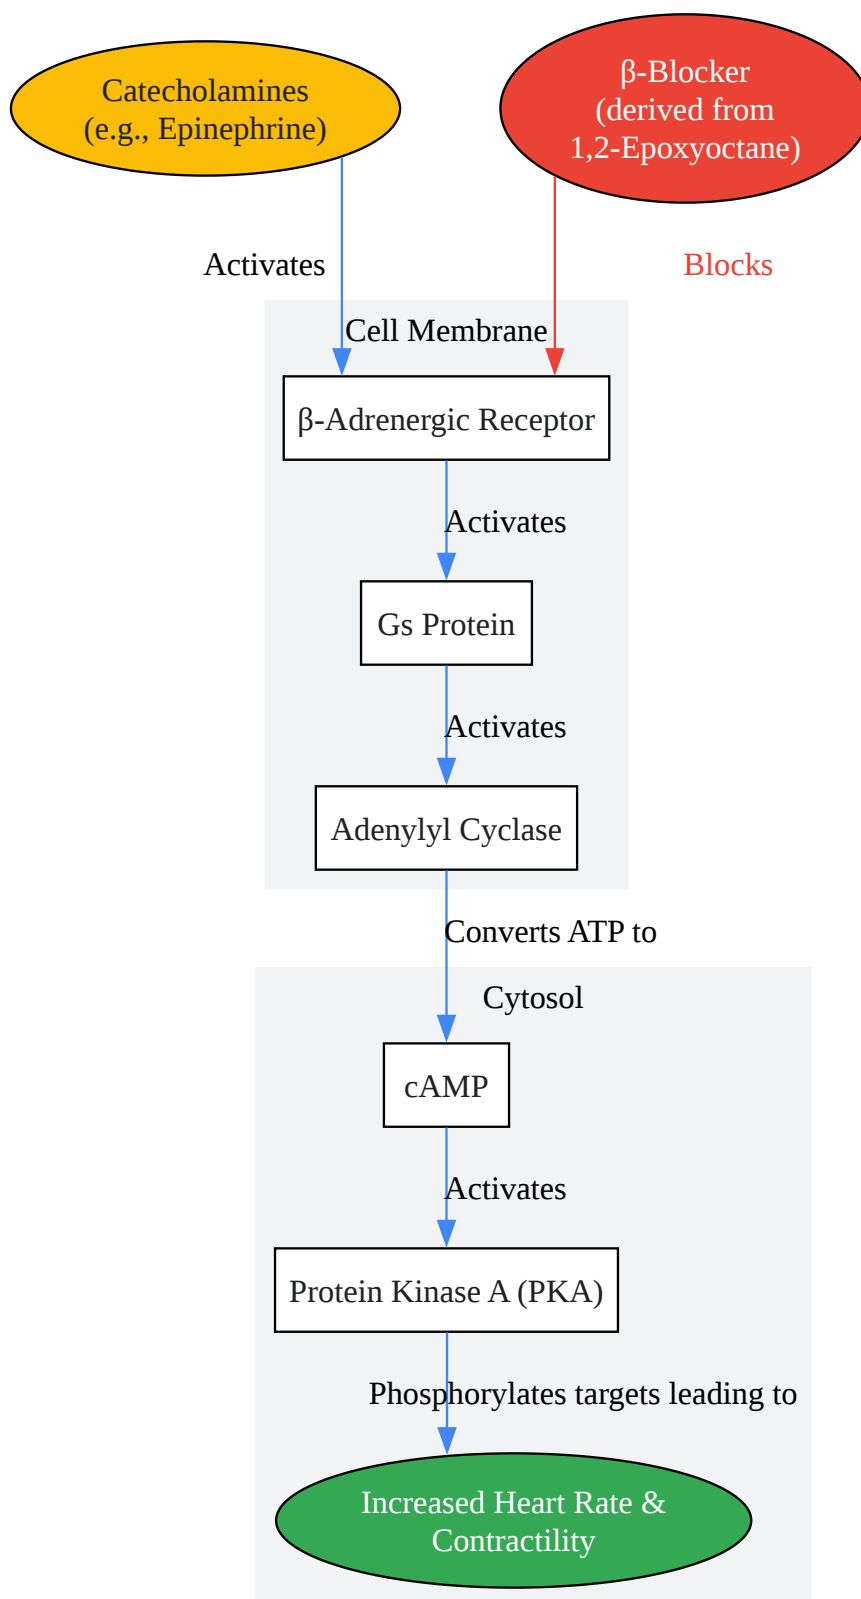 Catecholamines
(e.g., Epinephrine)
β-Blocker
(derived from
1,2-Epoxyoctane)
Activates
Blocks
Cell Membrane
β-Adrenergic Receptor
Activates
Gs Protein
Activates
Adenylyl Cyclase
Converts ATP to
Cytosol
cAMP
Activates
Protein Kinase A (PKA)
Phosphorylates targets leading to
Increased Heart Rate &
Contractility